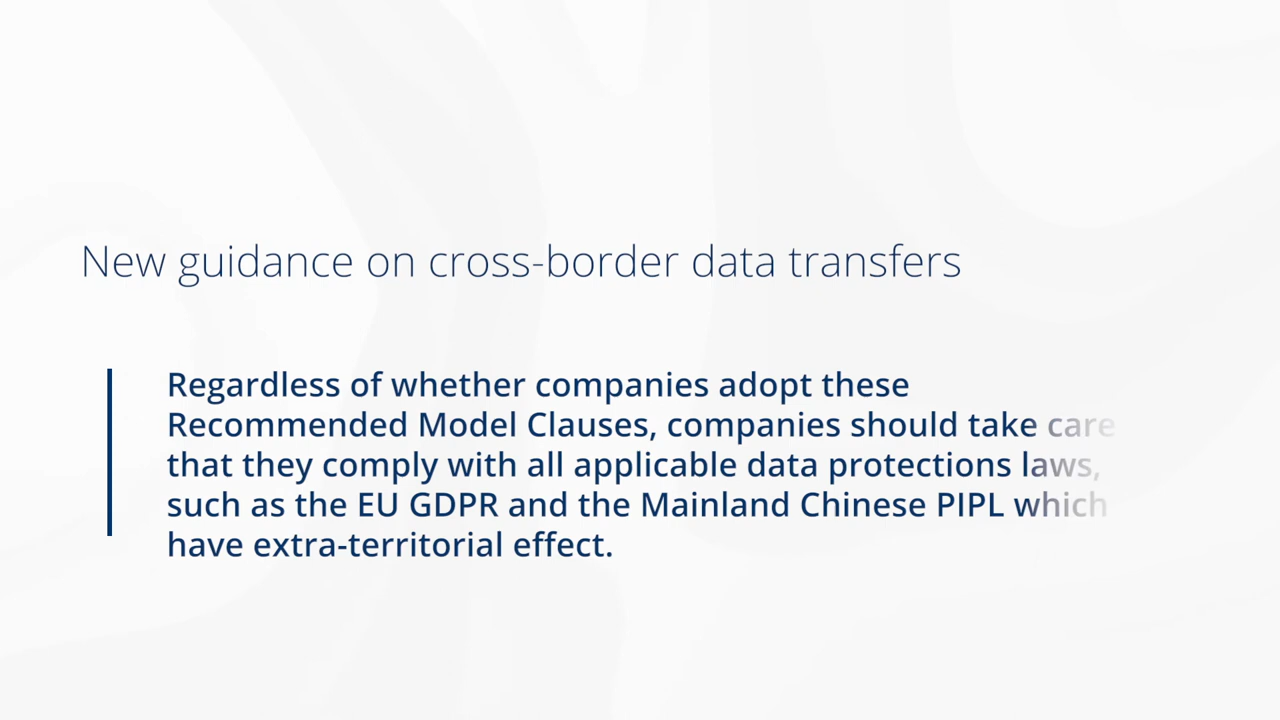 New guidance on cross-border data transfers
Regardless of whether companies adopt these
Recommended Model Clauses, companies should take care
that they comply with all applicable data protections laws,
such as the EU GDPR and the Mainland Chinese PIPL which
have extra-territorial effect.